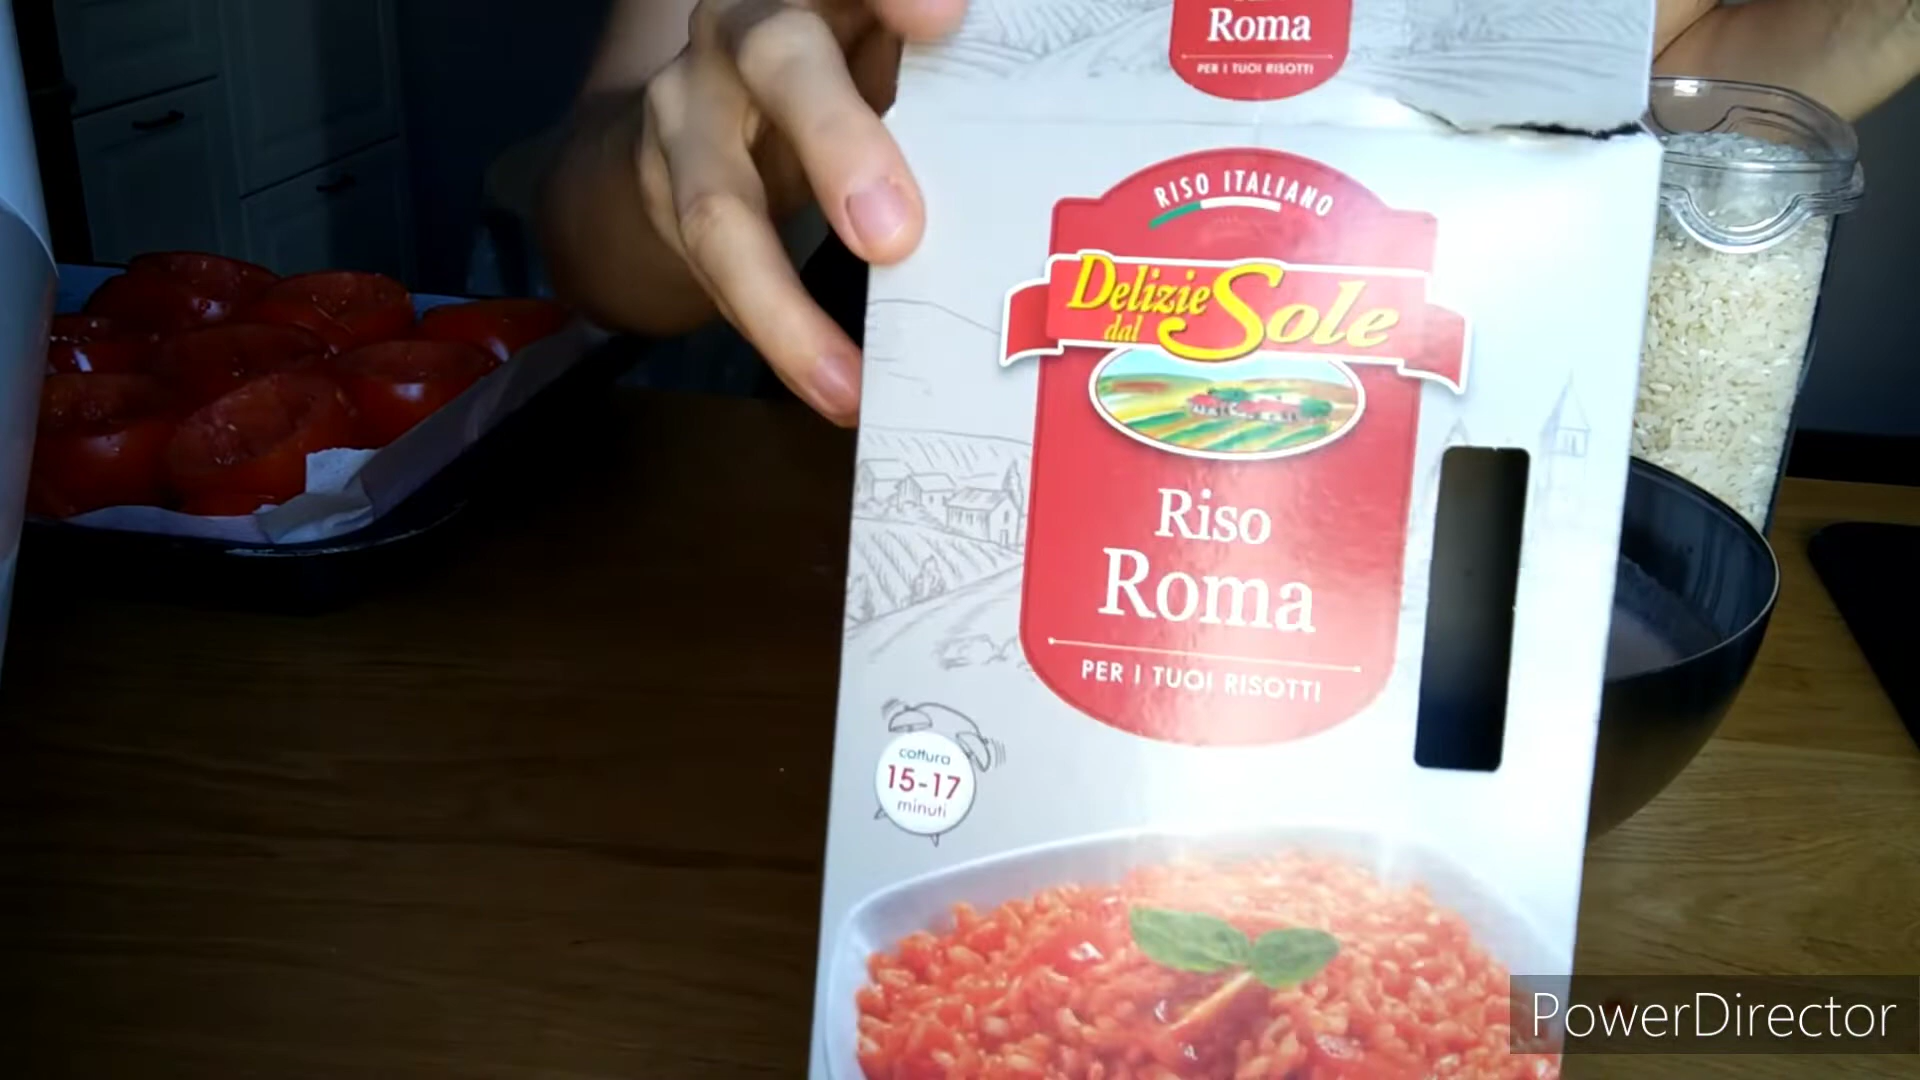 Roma
PER I TUOI RISOTTI
RISO ITALIANO
Delizie
dal Sole
Riso
Roma
PER I TUOI RISOTTI
cottura
15-17
minuti
PowerDirector